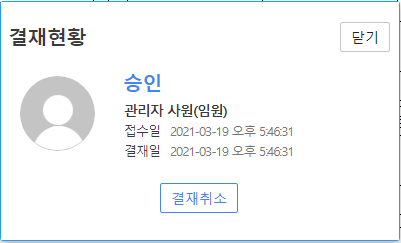 결재현황
닫기
승인
관리자 사원(임원)
접수일 2021-03-19 오후 5:46:31
결재일 2021-03-19 오후 5:46:31
결재취소